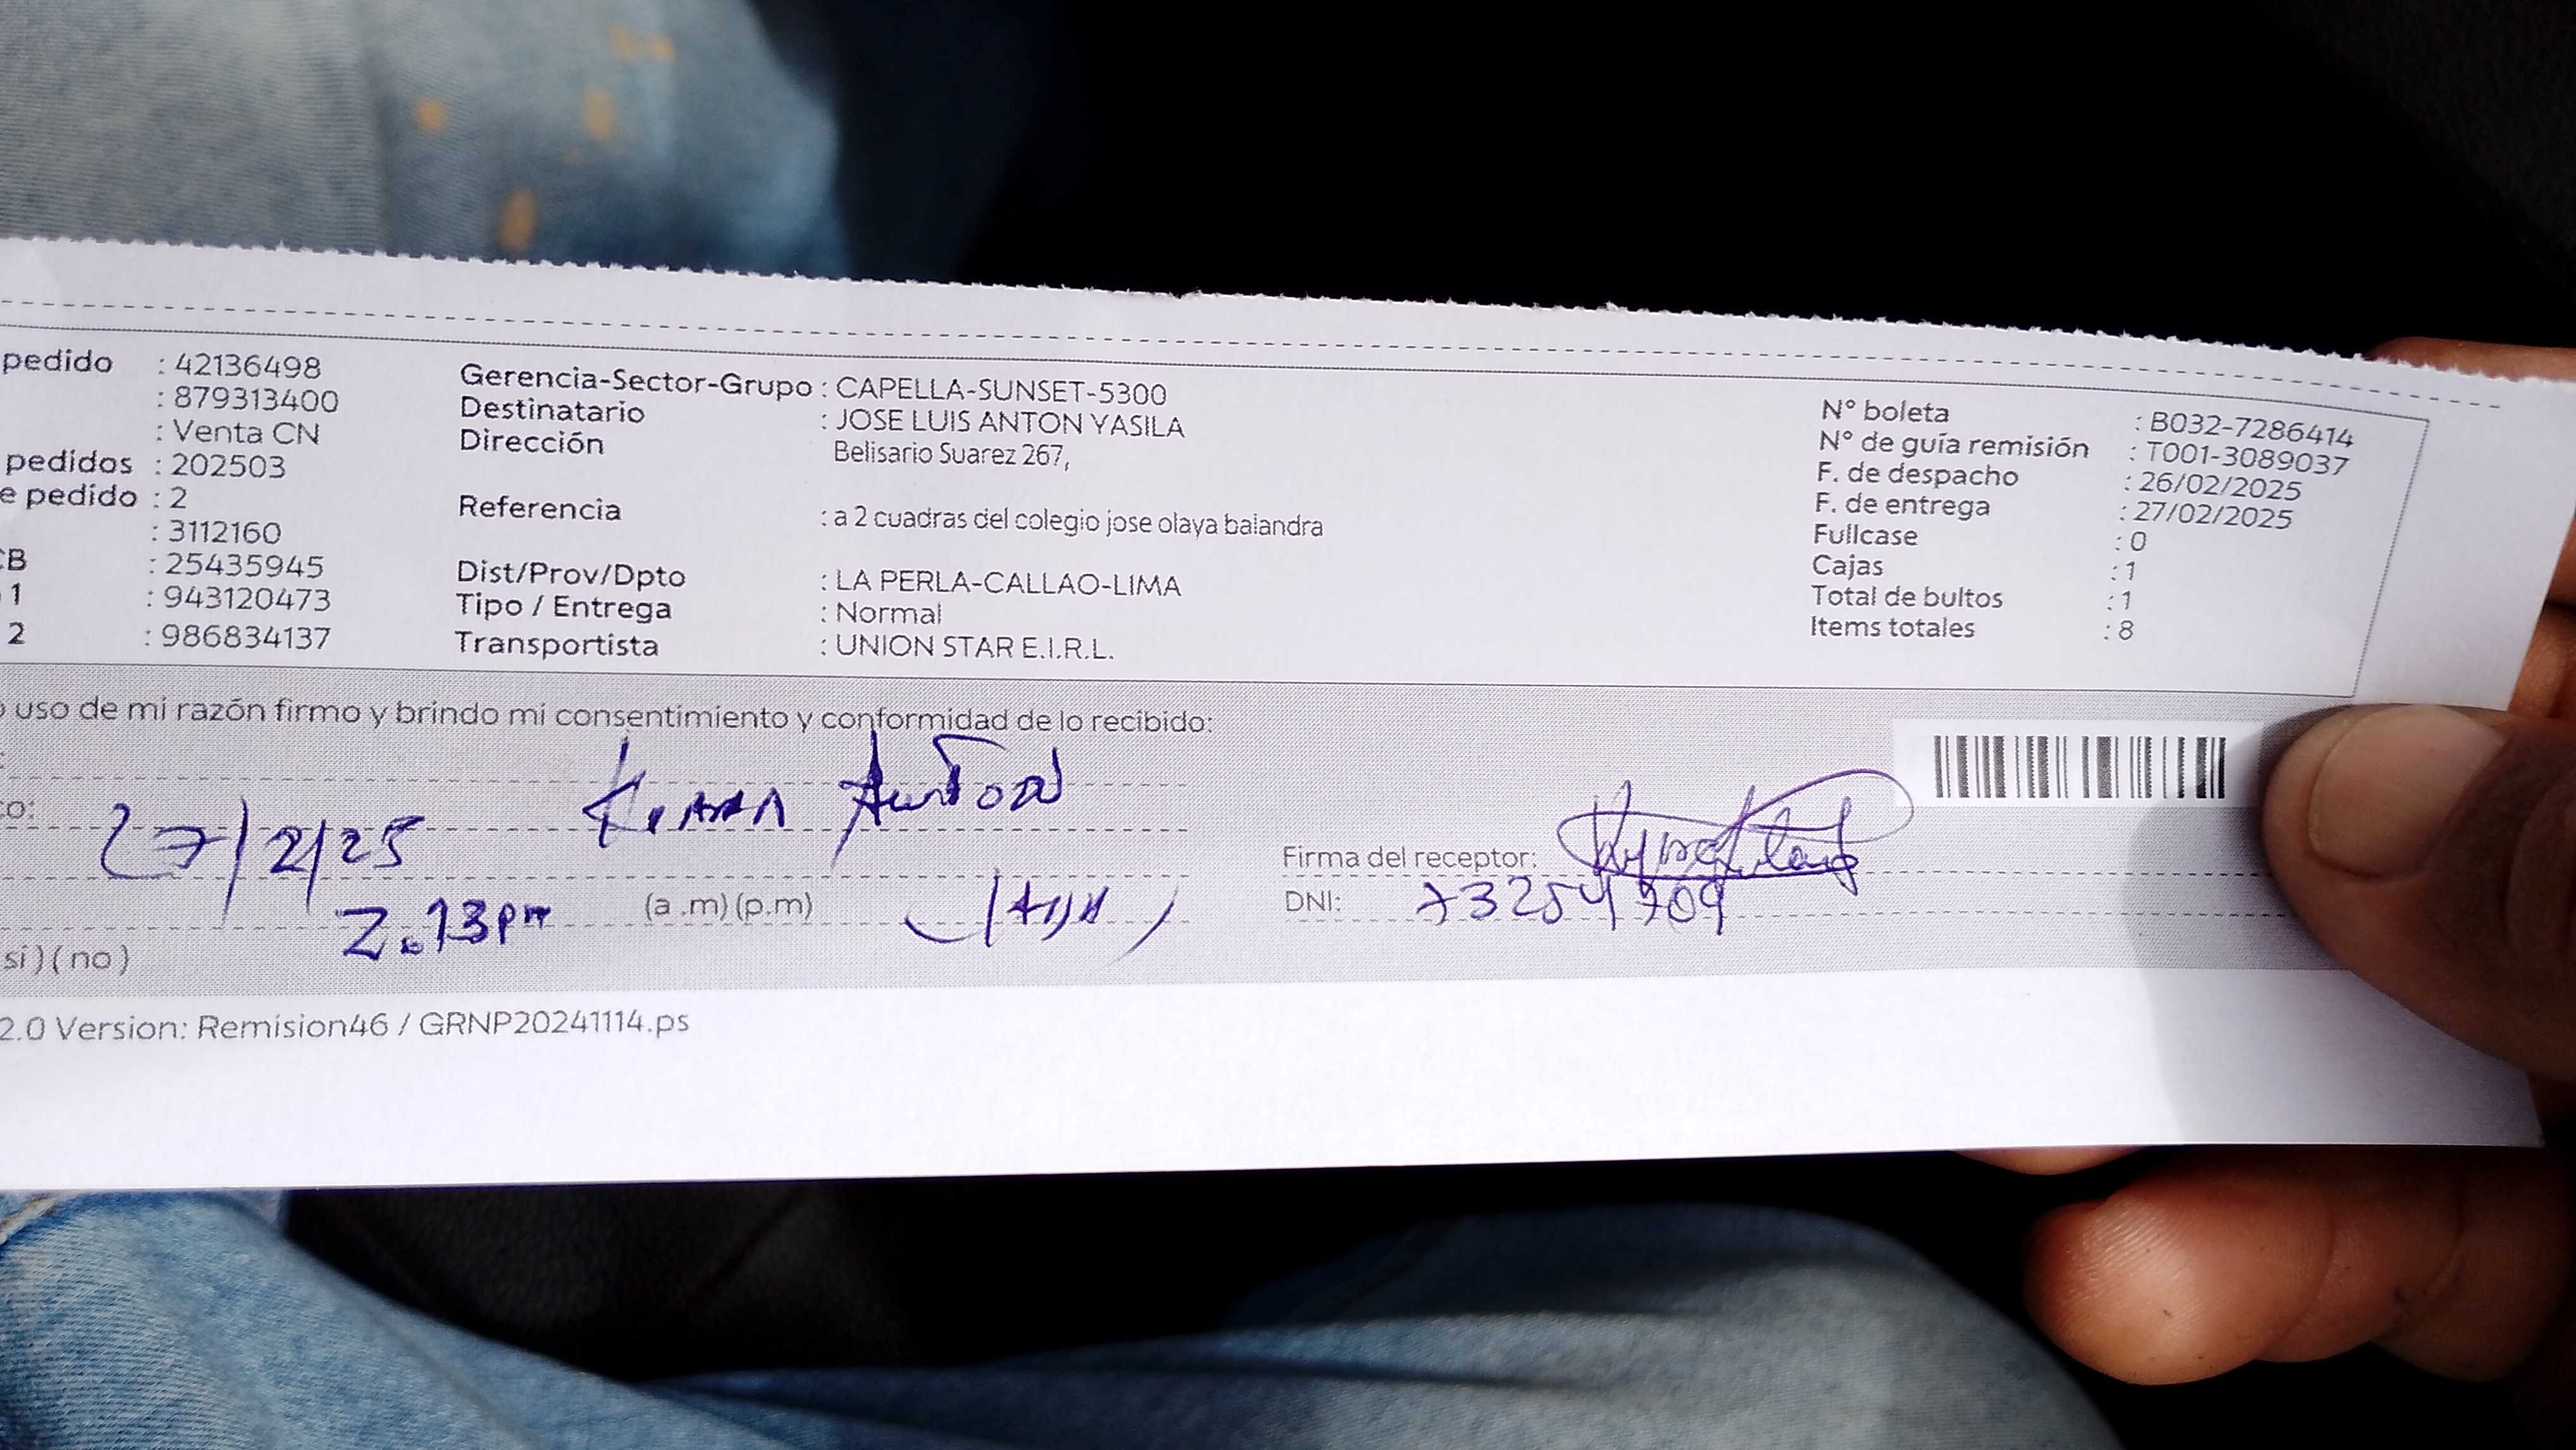 pedido : 42136498
: 879313400
: Venta CN
pedidos : 202503
e pedido : 2
: 3112160
CB : 25435945
1 : 943120473
2 : 986834137
Gerencia-Sector-Grupo : CAPELLA-SUNSET-5300
Destinatario : JOSE LUIS ANTON YASILA
Dirección Belisario Suarez 267,
Referencia : a 2 cuadras del colegio jose olaya balandra
Dist/Prov/Dpto : LA PERLA-CALLAO-LIMA
Tipo / Entrega : Normal
Transportista : UNION STAR E.I.R.L.
N° boleta : B032-7286414
N° de guía remisión : T001-3089037
F. de despacho : 26/02/2025
F. de entrega : 27/02/2025
Fullcase : 0
Cajas : 1
Total de bultos : 1
Items totales : 8
o uso de mi razón firmo y brindo mi consentimiento y conformidad de lo recibido:
Anton
co: 27/2/25
Firma del receptor:
2.13pm (a.m) (p.m) (Hija)
DNI: 73254709
si ) ( no )
2.0 Version: Remision46 / GRNP20241114.ps